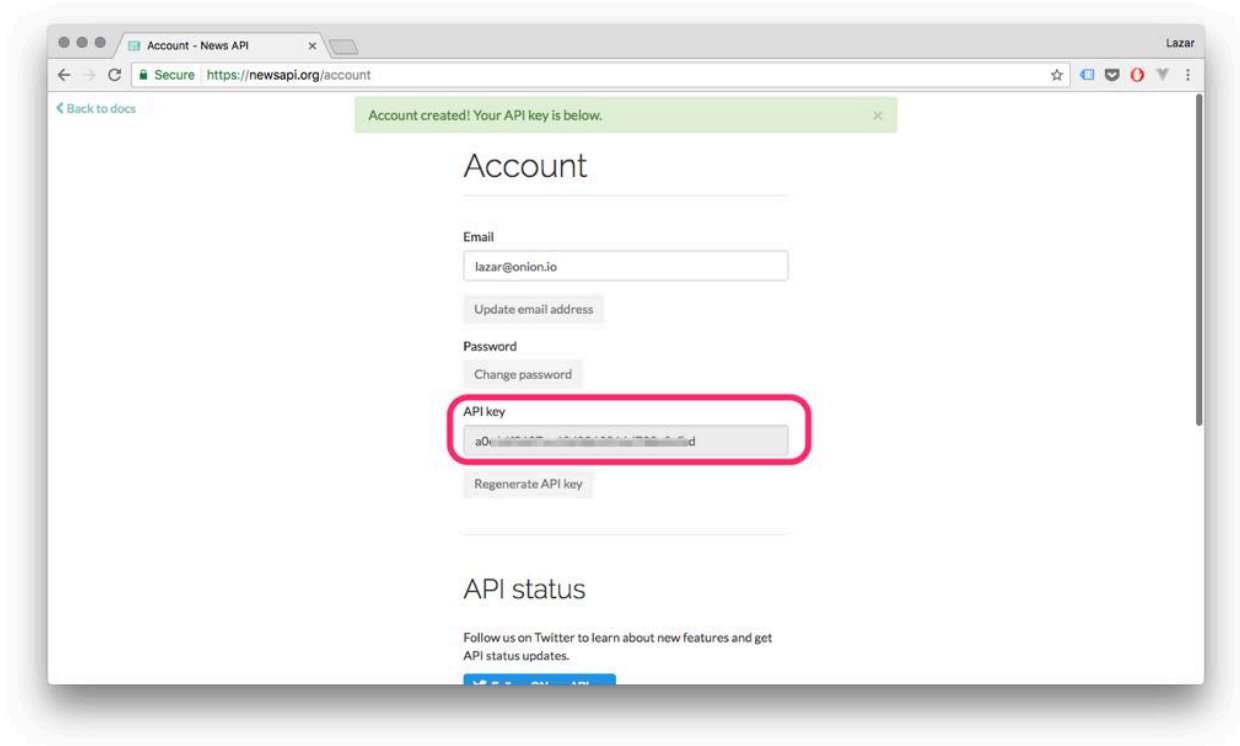 Account - News API
Lazar
Secure https://newsapi.org/account
Back to docs
Account created! Your API key is below.
Account
Email
lazar@onion.io
Update email address
Password
Change password
API key
Regenerate API key
API status
Follow us on Twitter to learn about new features and get
API status updates.